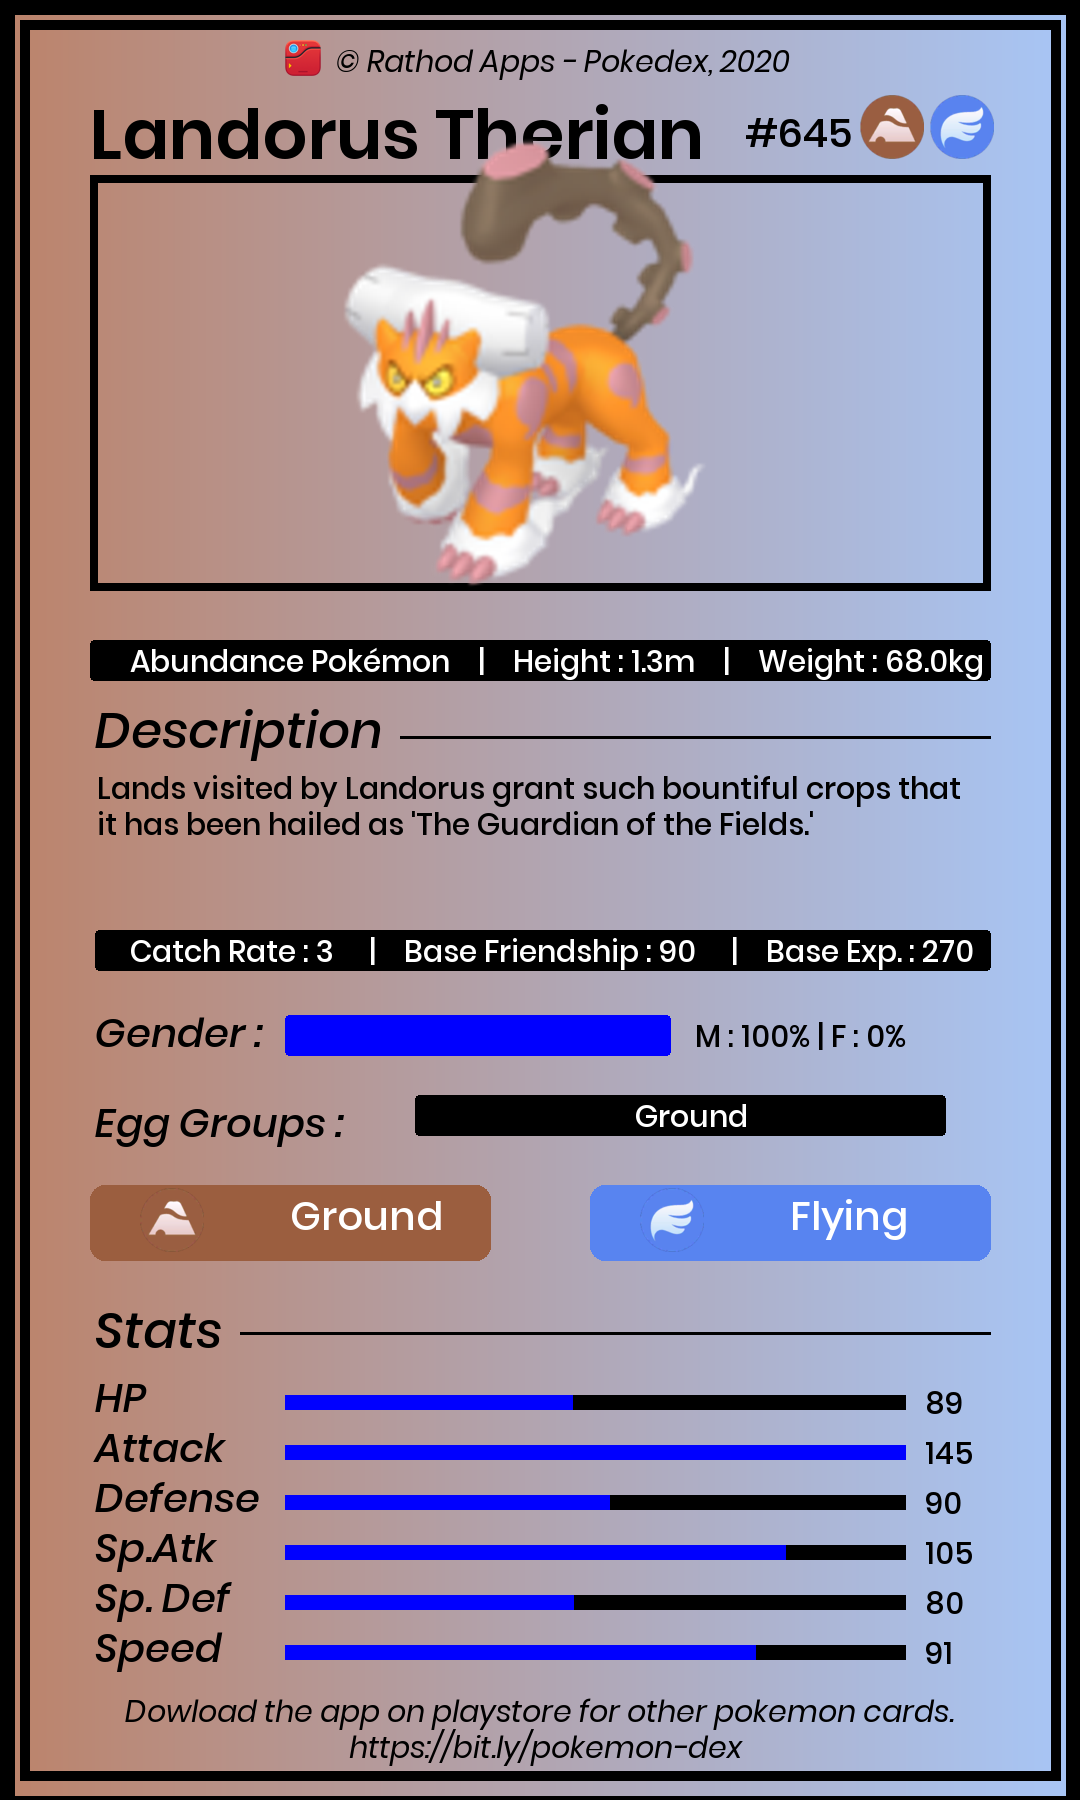 © Rathod Apps - Pokedex, 2020
Landorus Therian #645
Abundance Pokémon | Height : 1.3m | Weight : 68.0kg
Description
Lands visited by Landorus grant such bountiful crops that
it has been hailed as 'The Guardian of the Fields.'
Catch Rate : 3 | Base Friendship : 90 | Base Exp. : 270
Gender : M : 100% | F : 0%
Egg Groups : Ground
Ground Flying
Stats
HP 89
Attack 145
Defense 90
Sp.Atk 105
Sp. Def 80
Speed 91
Dowload the app on playstore for other pokemon cards.
https://bit.ly/pokemon-dex